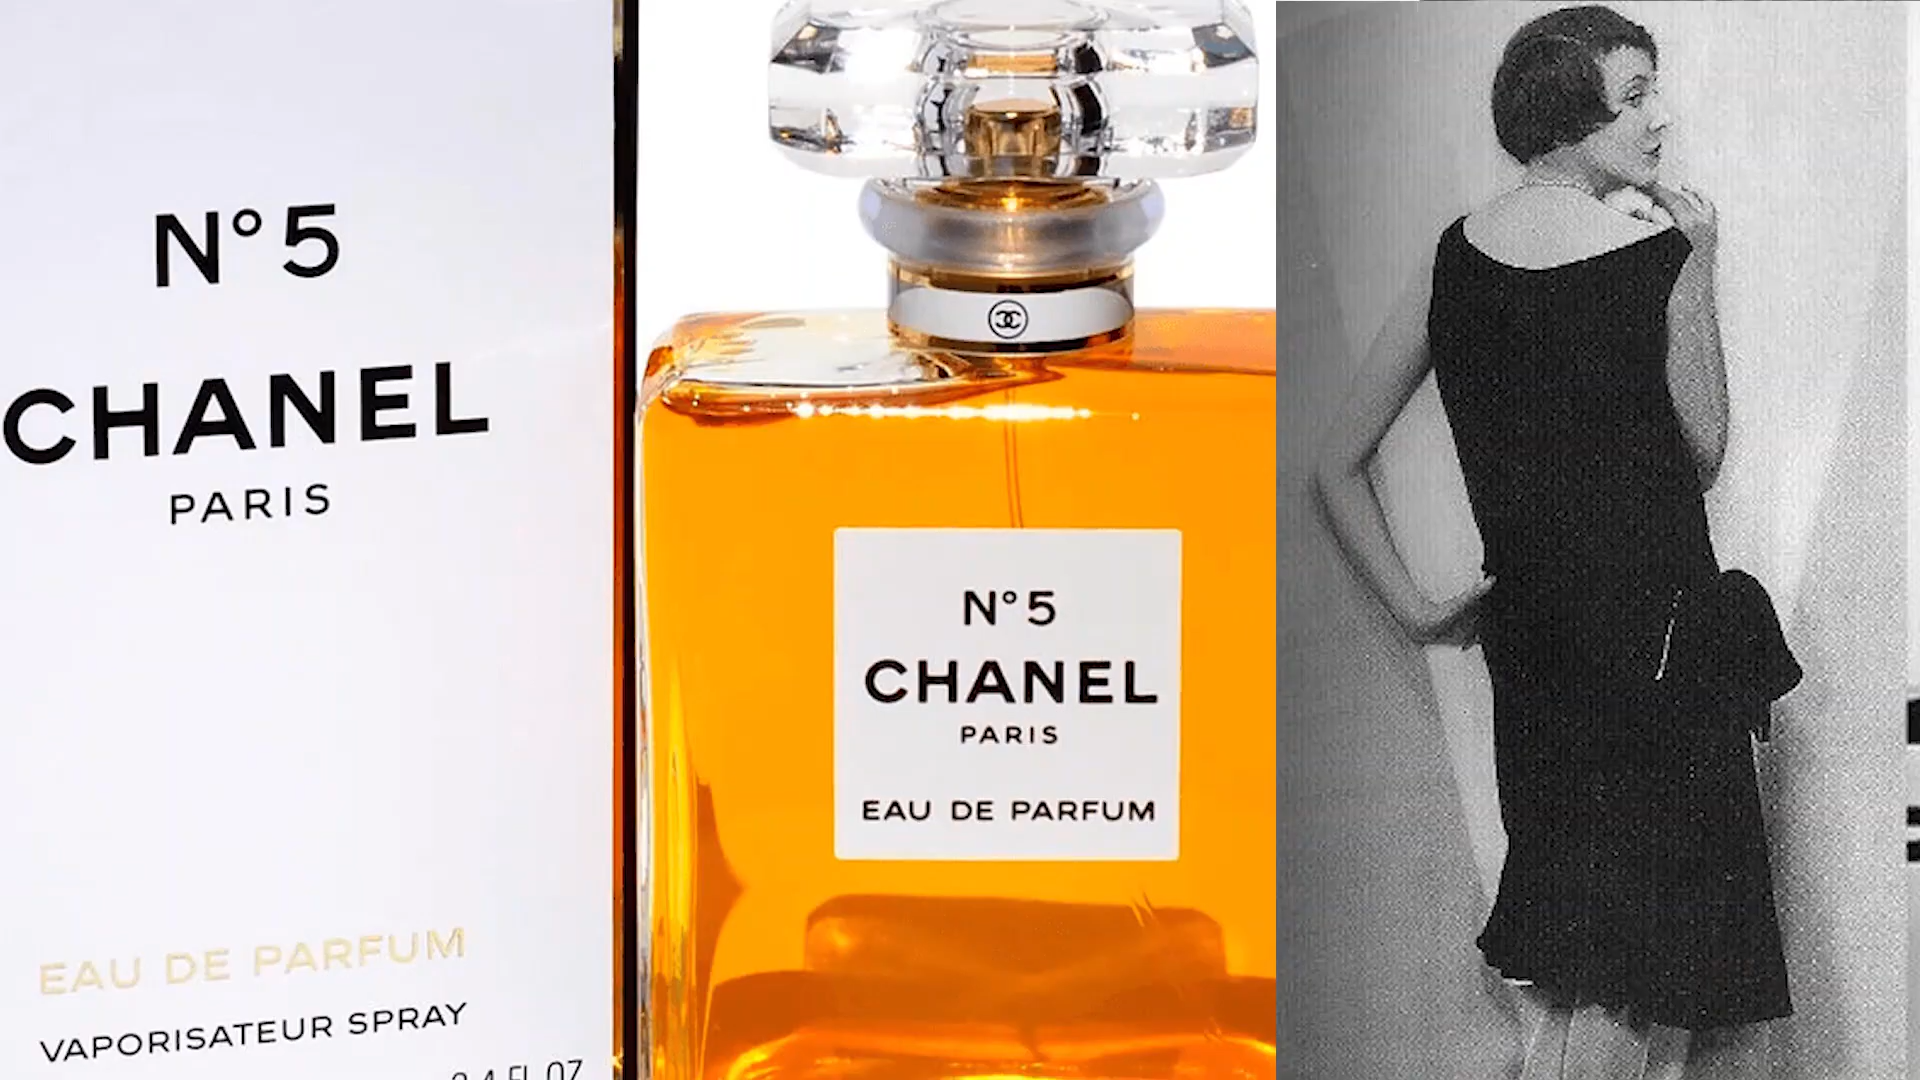 N°5
CHANEL
PARIS
EAU DE PARFUM
VAPORISATEUR SPRAY
N°5
CHANEL
PARIS
EAU DE PARFUM